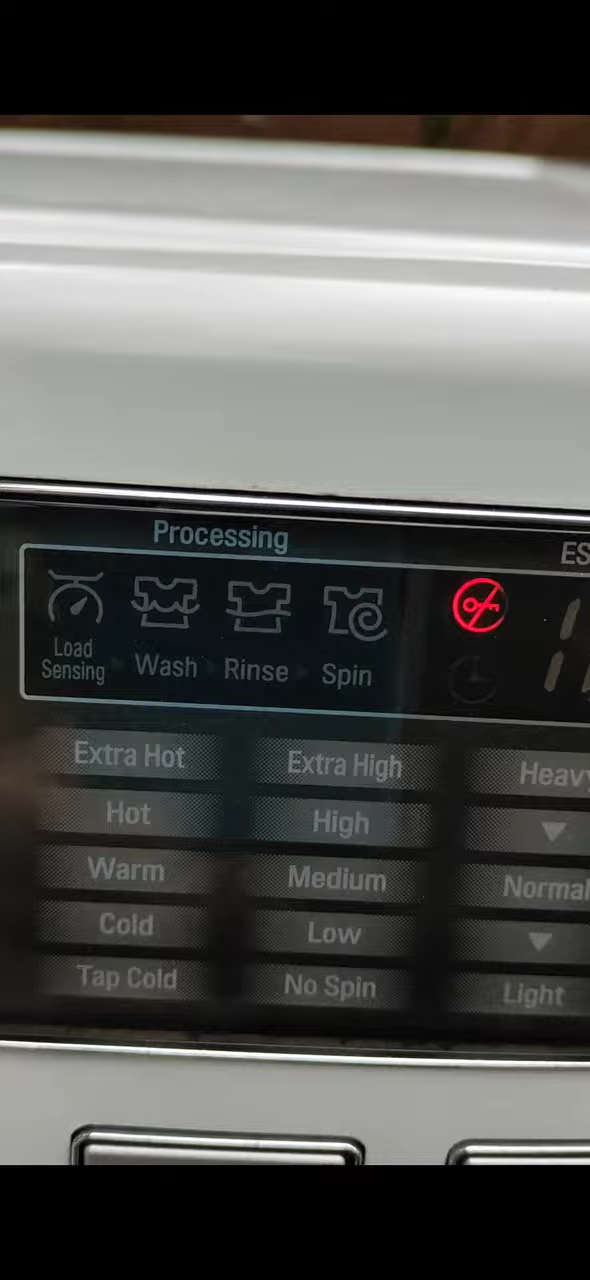 Processing
Load
Sensing
Wash
Rinse
Spin
Extra Hot
Extra High
Hot
High
Warm
Medium
Normal
Cold
Low
Tap Cold
No Spin
Light